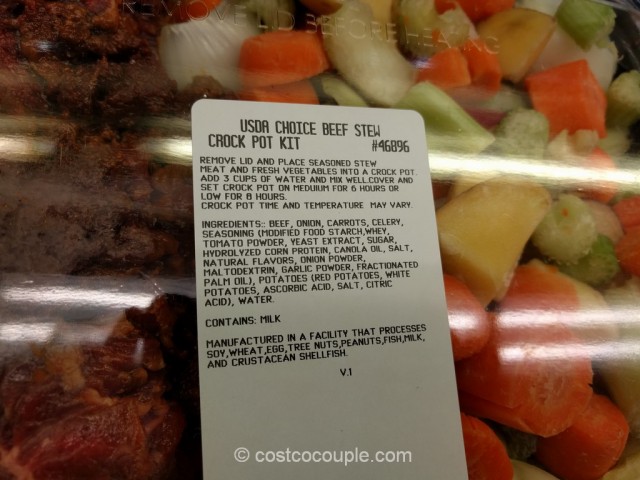 REMOVE LID BEFORE HEATING
USDA CHOICE BEEF STEW
CROCK POT KIT #46896
REMOVE LID AND PLACE SEASONED STEW
MEAT AND FRESH VEGETABLES INTO A CROCK POT.
ADD 3 CUPS OF WATER AND MIX WELL.COVER AND
SET CROCK POT ON MEDUIUM FOR 6 HOURS OR
LOW FOR 8 HOURS.
CROCK POT TIME AND TEMPERATURE MAY VARY.
INGREDIENTS:: BEEF, ONION, CARROTS, CELERY,
SEASONING (MODIFIED FOOD STARCH,WHEY,
TOMATO POWDER, YEAST EXTRACT, SUGAR,
HYDROLYZED CORN PROTEIN, CANOLA OIL, SALT,
NATURAL FLAVORS, ONION POWDER,
MALTODEXTRIN, GARLIC POWDER, FRACTIONATED
PALM OIL), POTATOES (RED POTATOES, WHITE
POTATOES, ASCORBIC ACID, SALT, CITRIC
ACID), WATER.
CONTAINS: MILK
MANUFACTURED IN A FACILITY THAT PROCESSES
SOY,WHEAT,EGG,TREE NUTS,PEANUTS,FISH,MILK,
AND CRUSTACEAN SHELLFISH.
V.1
© costcocouple.com